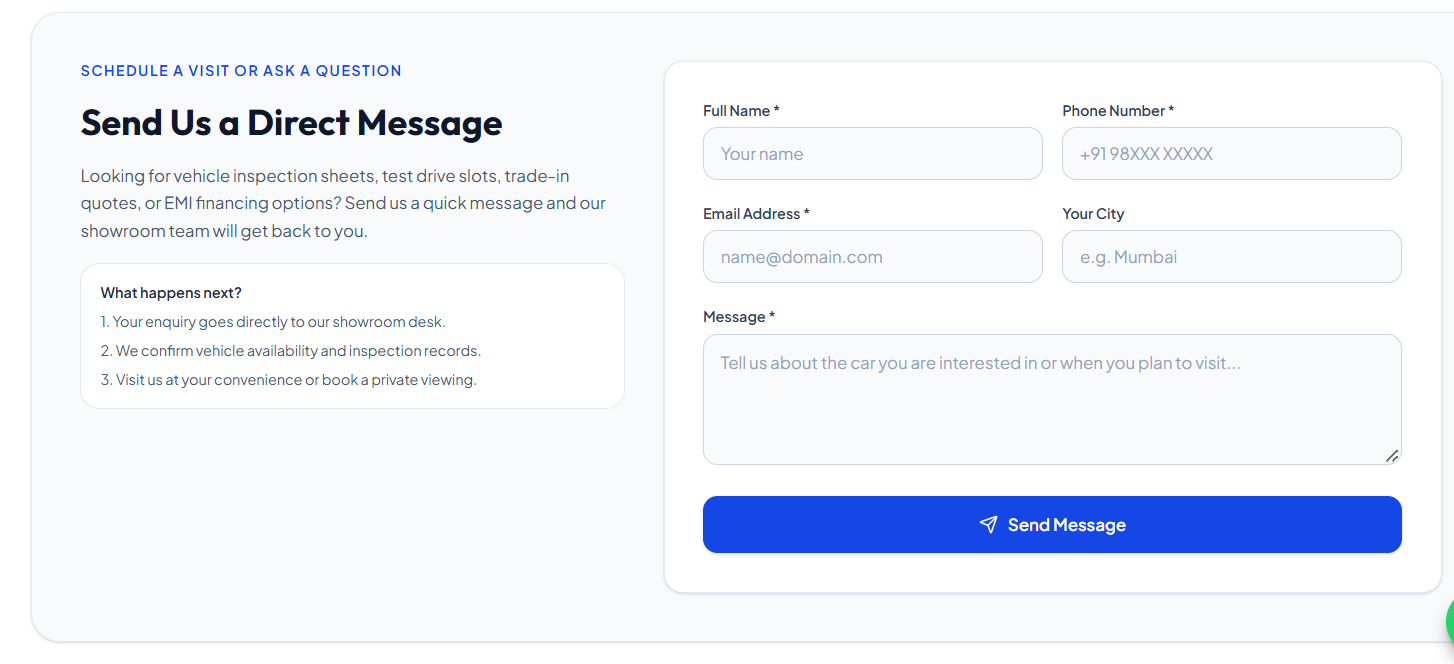 SCHEDULE A VISIT OR ASK A QUESTION
Send Us a Direct Message
Looking for vehicle inspection sheets, test drive slots, trade-in
quotes, or EMI financing options? Send us a quick message and our
showroom team will get back to you.
What happens next?
1. Your enquiry goes directly to our showroom desk.
2. We confirm vehicle availability and inspection records.
3. Visit us at your convenience or book a private viewing.
Full Name *
Your name
Phone Number *
+91 98XXX XXXXX
Email Address *
name@domain.com
Your City
e.g. Mumbai
Message *
Tell us about the car you are interested in or when you plan to visit...
Send Message